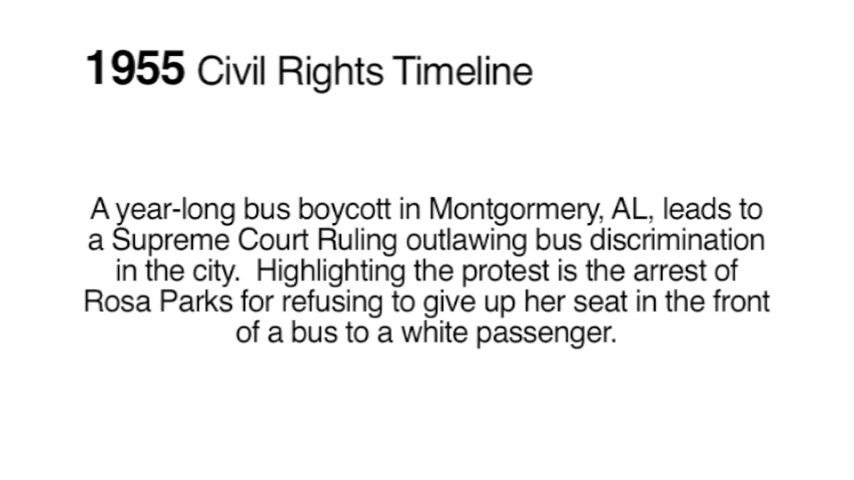 1955 Civil Rights Timeline
A year-long bus boycott in Montgormery, AL, leads to
a Supreme Court Ruling outlawing bus discrimination
in the city.  Highlighting the protest is the arrest of
Rosa Parks for refusing to give up her seat in the front
of a bus to a white passenger.